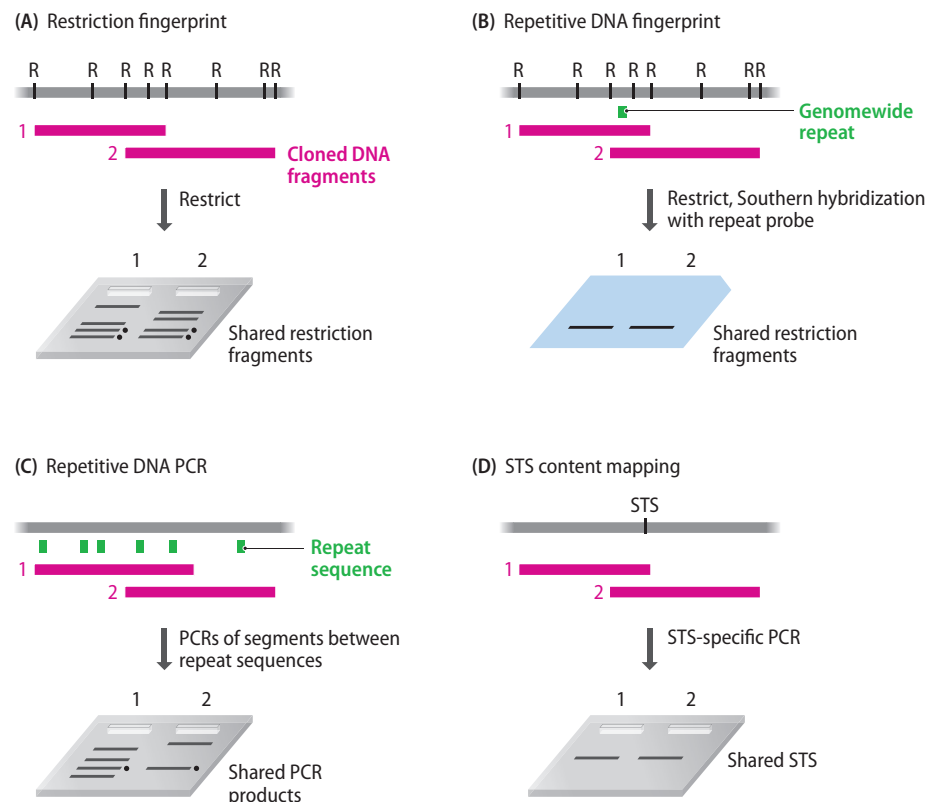 (A) Restriction fingerprint
R R R R R R R R
1
2
Cloned DNA
fragments
Restrict
1 2
Shared restriction
fragments
(B) Repetitive DNA fingerprint
R R R R R R R R
Genomewide
repeat
1
2
Restrict, Southern hybridization
with repeat probe
1 2
Shared restriction
fragments
(C) Repetitive DNA PCR
Repeat
sequence
1
2
PCRs of segments between
repeat sequences
1 2
Shared PCR
products
(D) STS content mapping
STS
1
2
STS-specific PCR
1 2
Shared STS